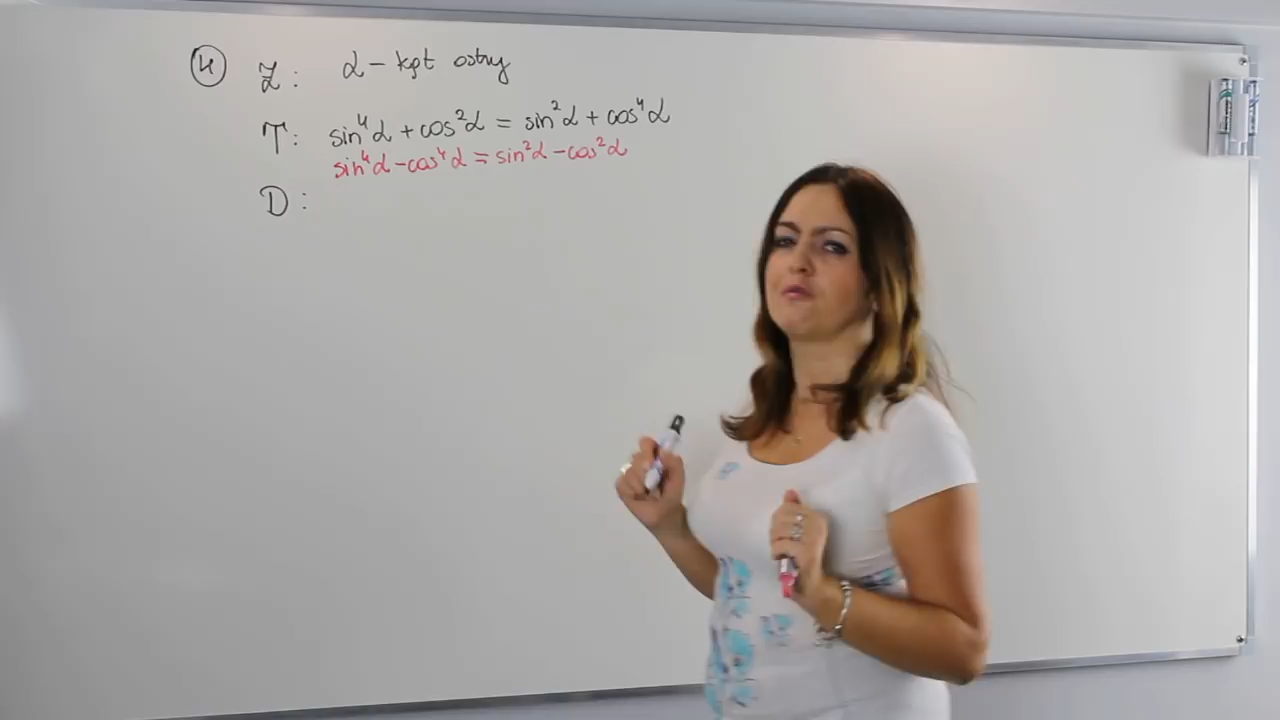 4 Z: α - kąt ostry
T: sin⁴α + cos²α = sin²α + cos⁴α
sin⁴α - cos⁴α = sin²α - cos²α
D: